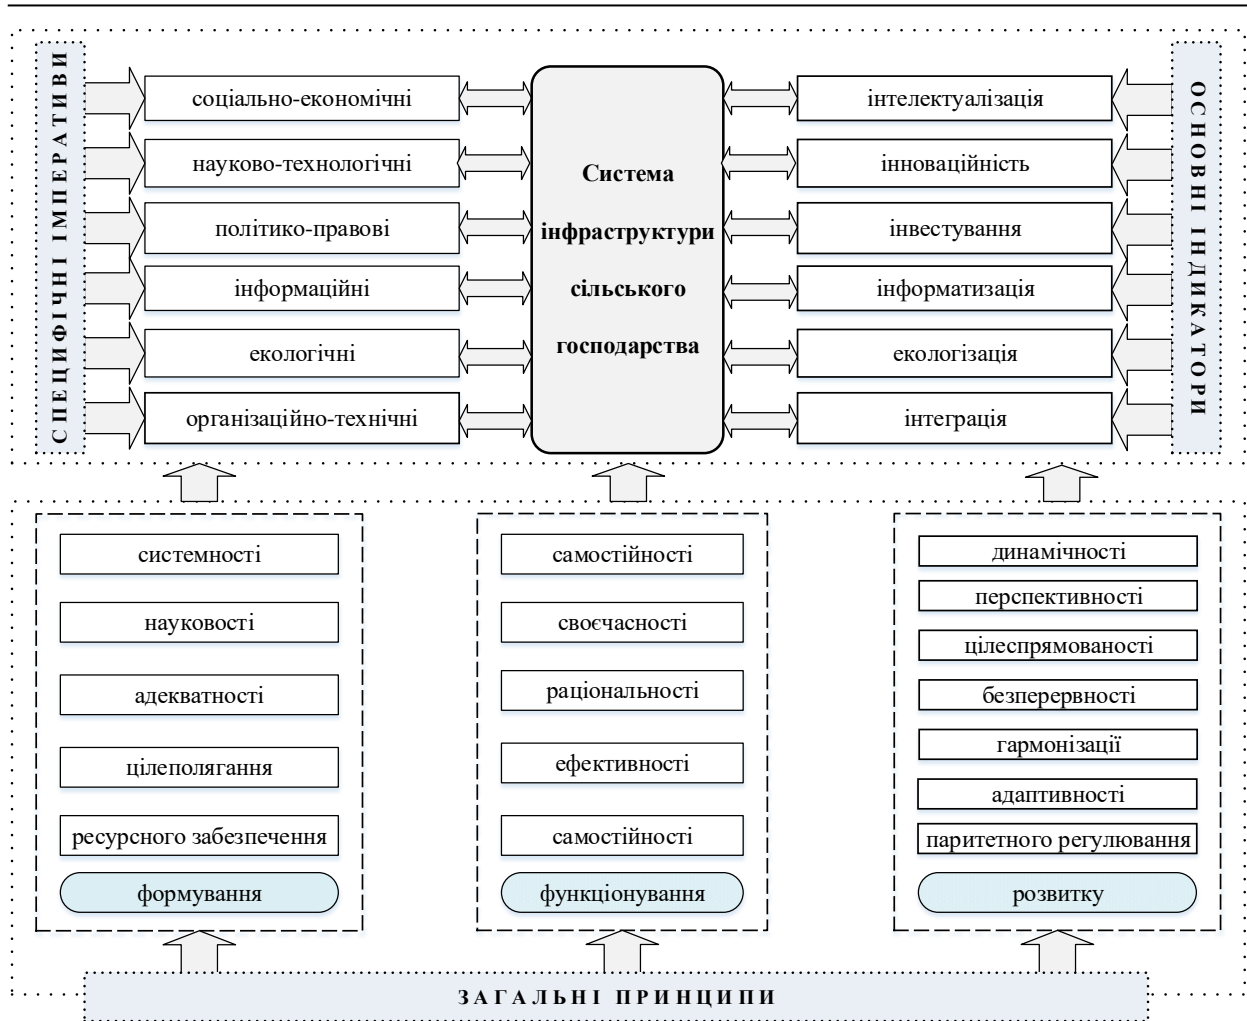 СПЕЦИФІЧНІ ІМПЕРАТИВИ
соціально-економічні
науково-технологічні
політико-правові
інформаційні
екологічні
організаційно-технічні
Система
інфраструктури
сільського
господарства
інтелектуалізація
інноваційність
інвестування
інформатизація
екологізація
інтеграція
ОСНОВНІ ІНДИКАТОРИ
системності
науковості
адекватності
цілеполягання
ресурсного забезпечення
формування
самостійності
своєчасності
раціональності
ефективності
самостійності
функціонування
динамічності
перспективності
цілеспрямованості
безперервності
гармонізації
адаптивності
паритетного регулювання
розвитку
ЗАГАЛЬНІ ПРИНЦИПИ